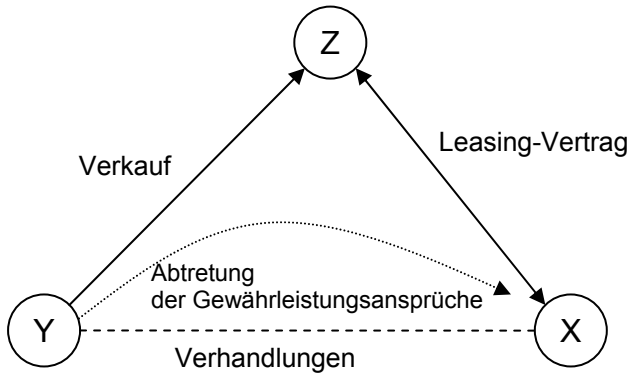 Z
Leasing-Vertrag
Verkauf
Abtretung
der Gewährleistungsansprüche
Y
X
Verhandlungen